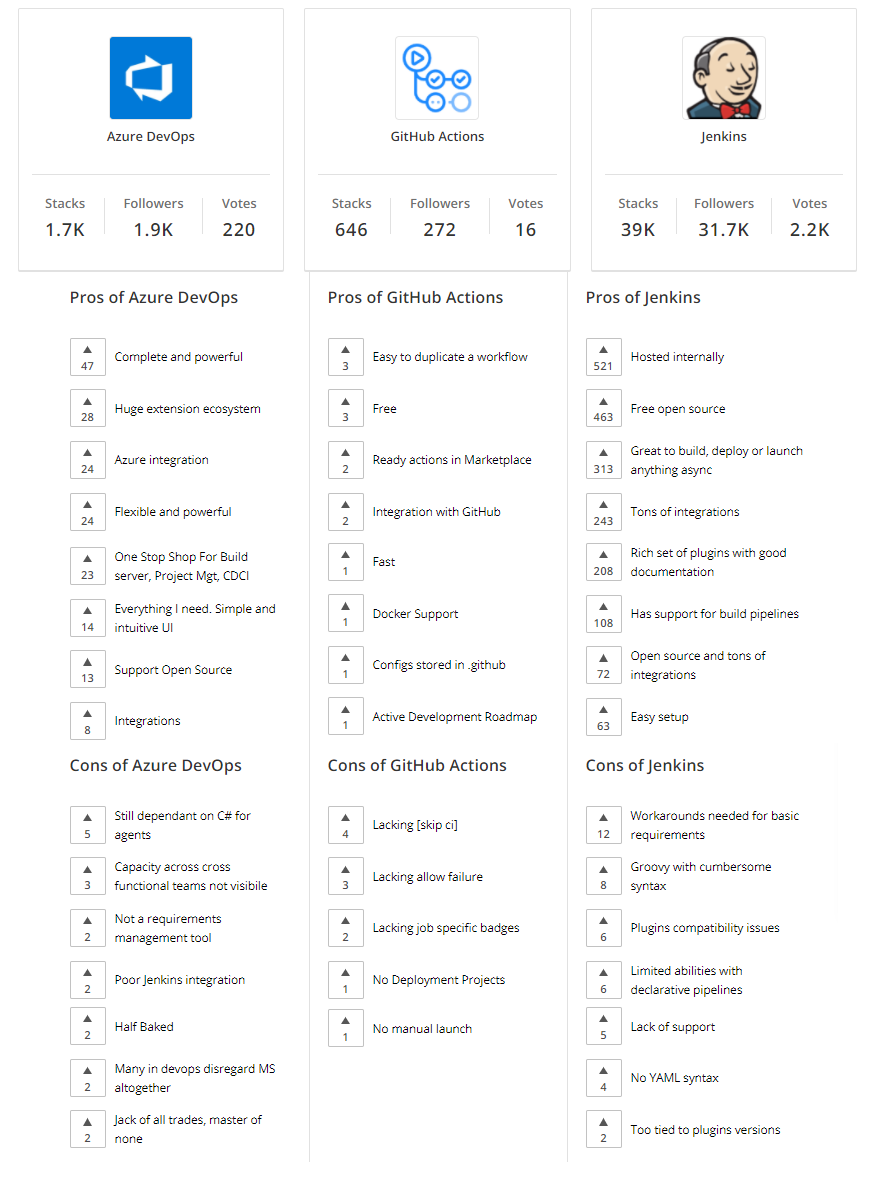 Azure DevOps
Stacks
Followers
Votes
1.7K
1.9K
220
GitHub Actions
Stacks
Followers
Votes
646
272
16
Jenkins
Stacks
Followers
Votes
39K
31.7K
2.2K
Pros of Azure DevOps
47
Complete and powerful
28
Huge extension ecosystem
24
Azure integration
24
Flexible and powerful
23
One Stop Shop For Build
server, Project Mgt, CDCI
14
Everything I need. Simple and
intuitive UI
13
Support Open Source
8
Integrations
Cons of Azure DevOps
5
Still dependant on C# for
agents
3
Capacity across cross
functional teams not visibile
2
Not a requirements
management tool
2
Poor Jenkins integration
2
Half Baked
2
Many in devops disregard MS
altogether
2
Jack of all trades, master of
none
Pros of GitHub Actions
3
Easy to duplicate a workflow
3
Free
2
Ready actions in Marketplace
2
Integration with GitHub
1
Fast
1
Docker Support
1
Configs stored in .github
1
Active Development Roadmap
Cons of GitHub Actions
4
Lacking [skip ci]
3
Lacking allow failure
2
Lacking job specific badges
1
No Deployment Projects
1
No manual launch
Pros of Jenkins
521
Hosted internally
463
Free open source
313
Great to build, deploy or launch
anything async
243
Tons of integrations
208
Rich set of plugins with good
documentation
108
Has support for build pipelines
72
Open source and tons of
integrations
63
Easy setup
Cons of Jenkins
12
Workarounds needed for basic
requirements
8
Groovy with cumbersome
syntax
6
Plugins compatibility issues
6
Limited abilities with
declarative pipelines
5
Lack of support
4
No YAML syntax
2
Too tied to plugins versions